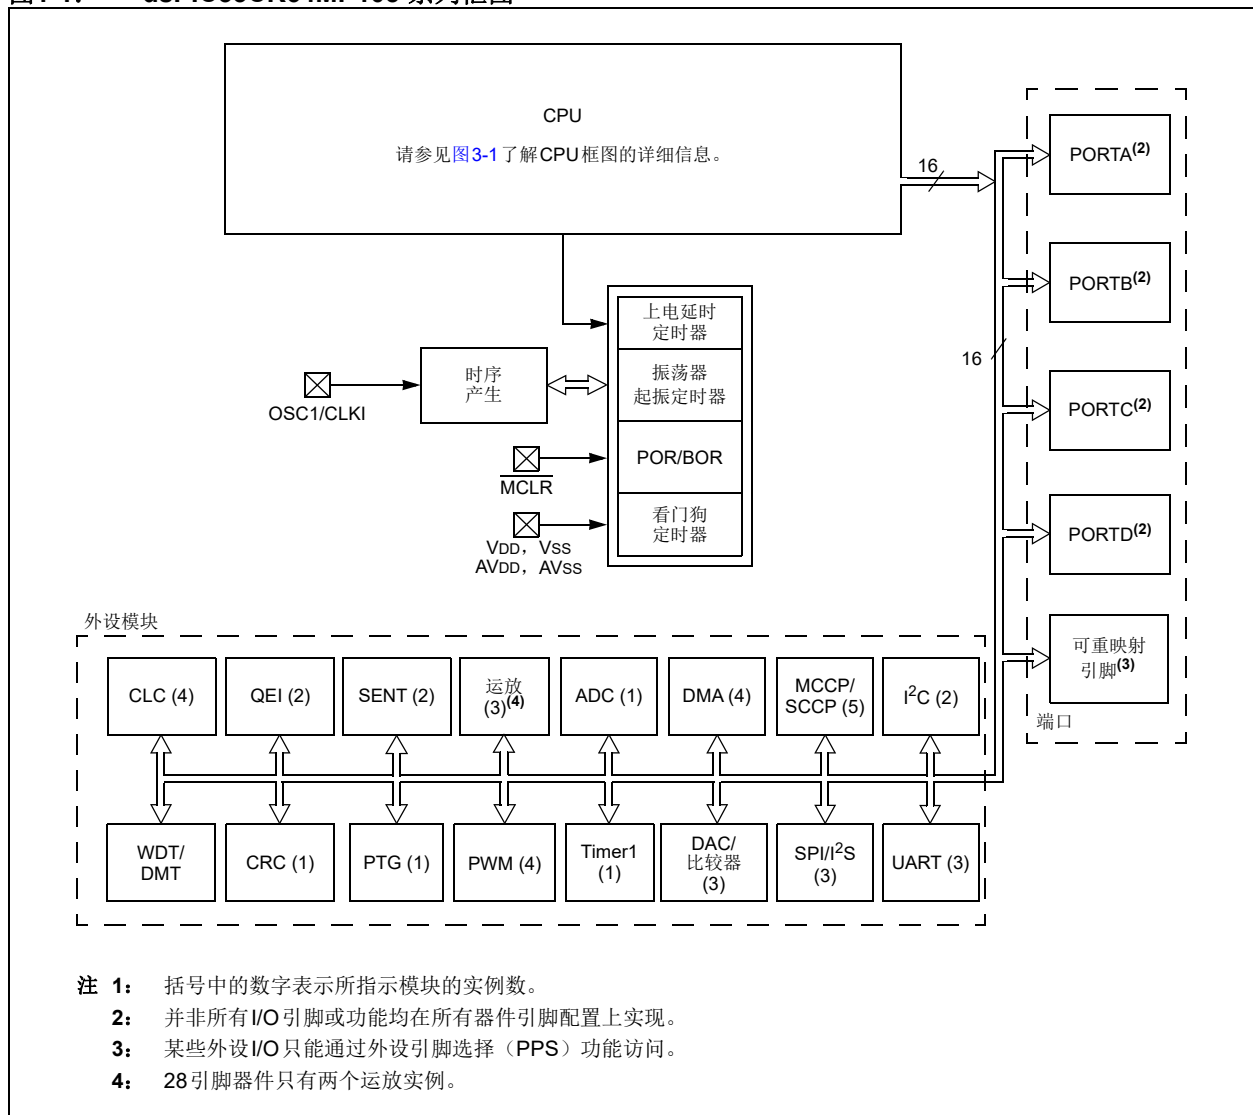 CPU
请参见图3-1了解CPU框图的详细信息。
16
PORTA(2)
PORTB(2)
16
PORTC(2)
PORTD(2)
可重映射
引脚(3)
端口
上电延时
定时器
时序
产生
振荡器
起振定时器
OSC1/CLKI
POR/BOR
MCLR
看门狗
定时器
VDD，VSS
AVDD，AVSS
外设模块
CLC (4)
QEI (2)
SENT (2)
运放
(3)(4)
ADC (1)
DMA (4)
MCCP/
SCCP (5)
I2C (2)
WDT/
DMT
CRC (1)
PTG (1)
PWM (4)
Timer1
(1)
DAC/
比较器
(3)
SPI/I2S
(3)
UART (3)
注 1： 括号中的数字表示所指示模块的实例数。
2： 并非所有I/O引脚或功能均在所有器件引脚配置上实现。
3： 某些外设I/O只能通过外设引脚选择（PPS）功能访问。
4： 28引脚器件只有两个运放实例。